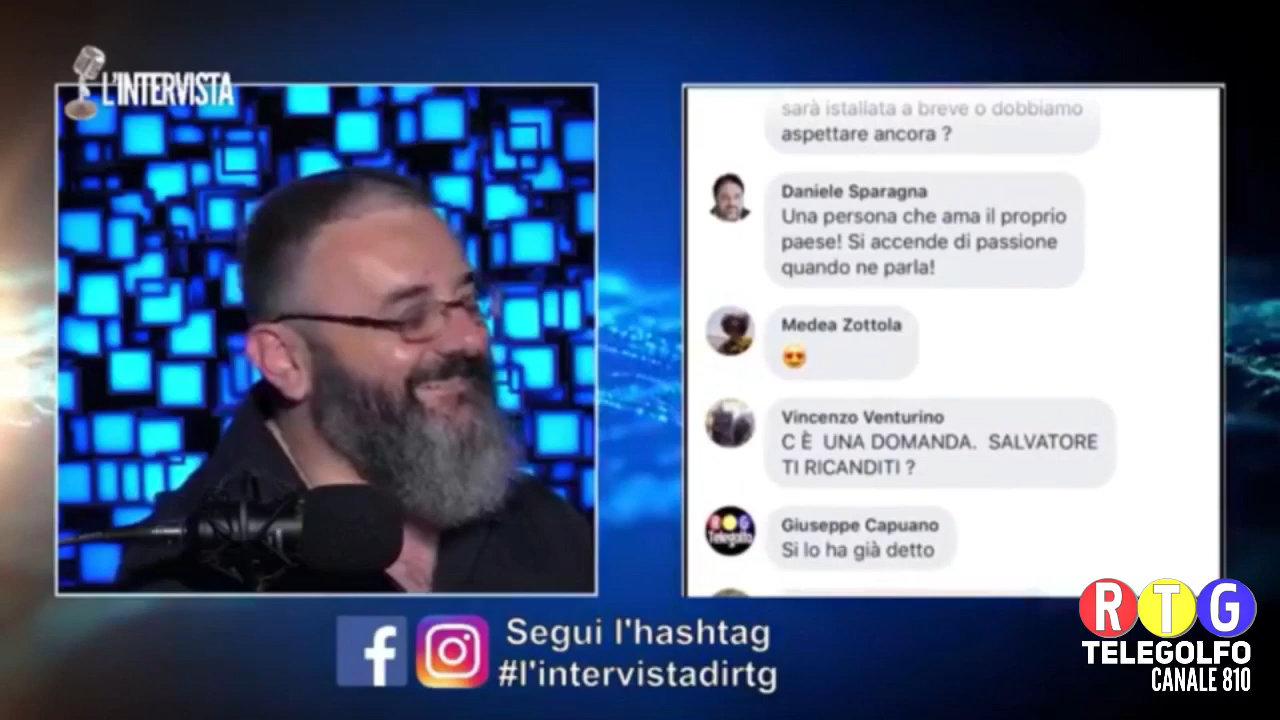 L'INTERVISTA
sarà istallata a breve o dobbiamo
aspettare ancora ?
Daniele Sparagna
Una persona che ama il proprio
paese! Si accende di passione
quando ne parla!
Medea Zottola
Vincenzo Venturino
C È UNA DOMANDA. SALVATORE
TI RICANDITI ?
RTG
Telegolfo
Giuseppe Capuano
Si lo ha già detto
f
Segui l'hashtag
#l'intervistadirtg
RTG
TELEGOLFO
CANALE 810